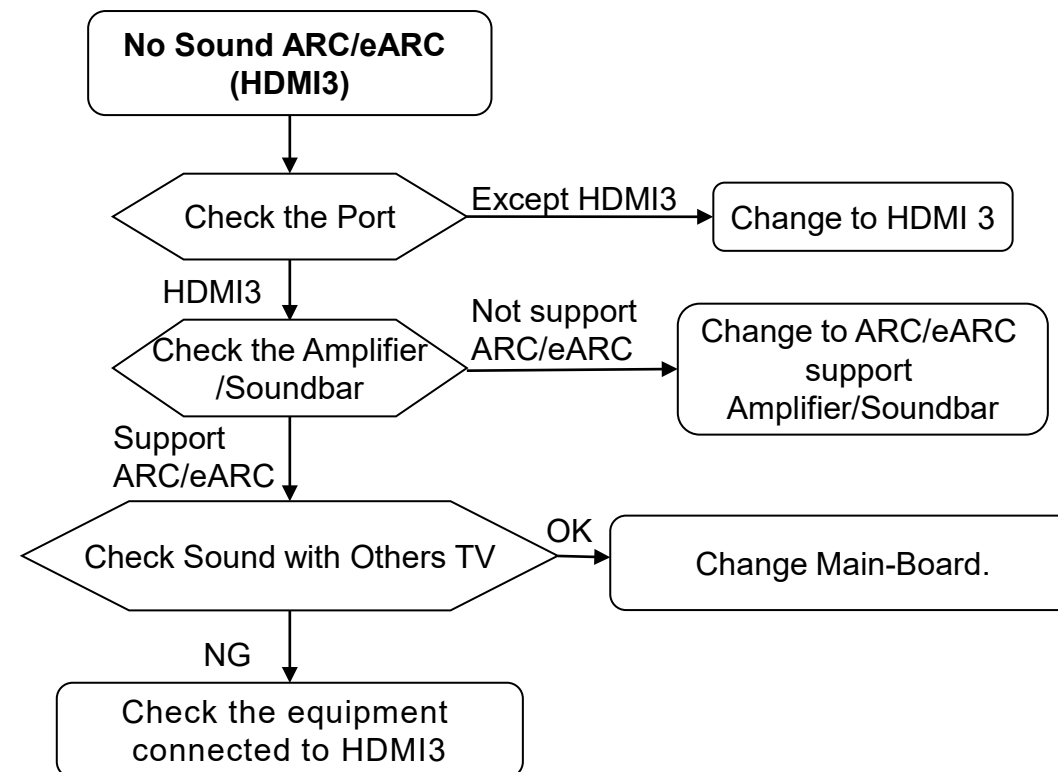 No Sound ARC/eARC
(HDMI3)
Check the Port
Except HDMI3
Change to HDMI 3
HDMI3
Check the Amplifier
/Soundbar
Not support
ARC/eARC
Change to ARC/eARC
support
Amplifier/Soundbar
Support
ARC/eARC
Check Sound with Others TV
OK
Change Main-Board.
NG
Check the equipment
connected to HDMI3